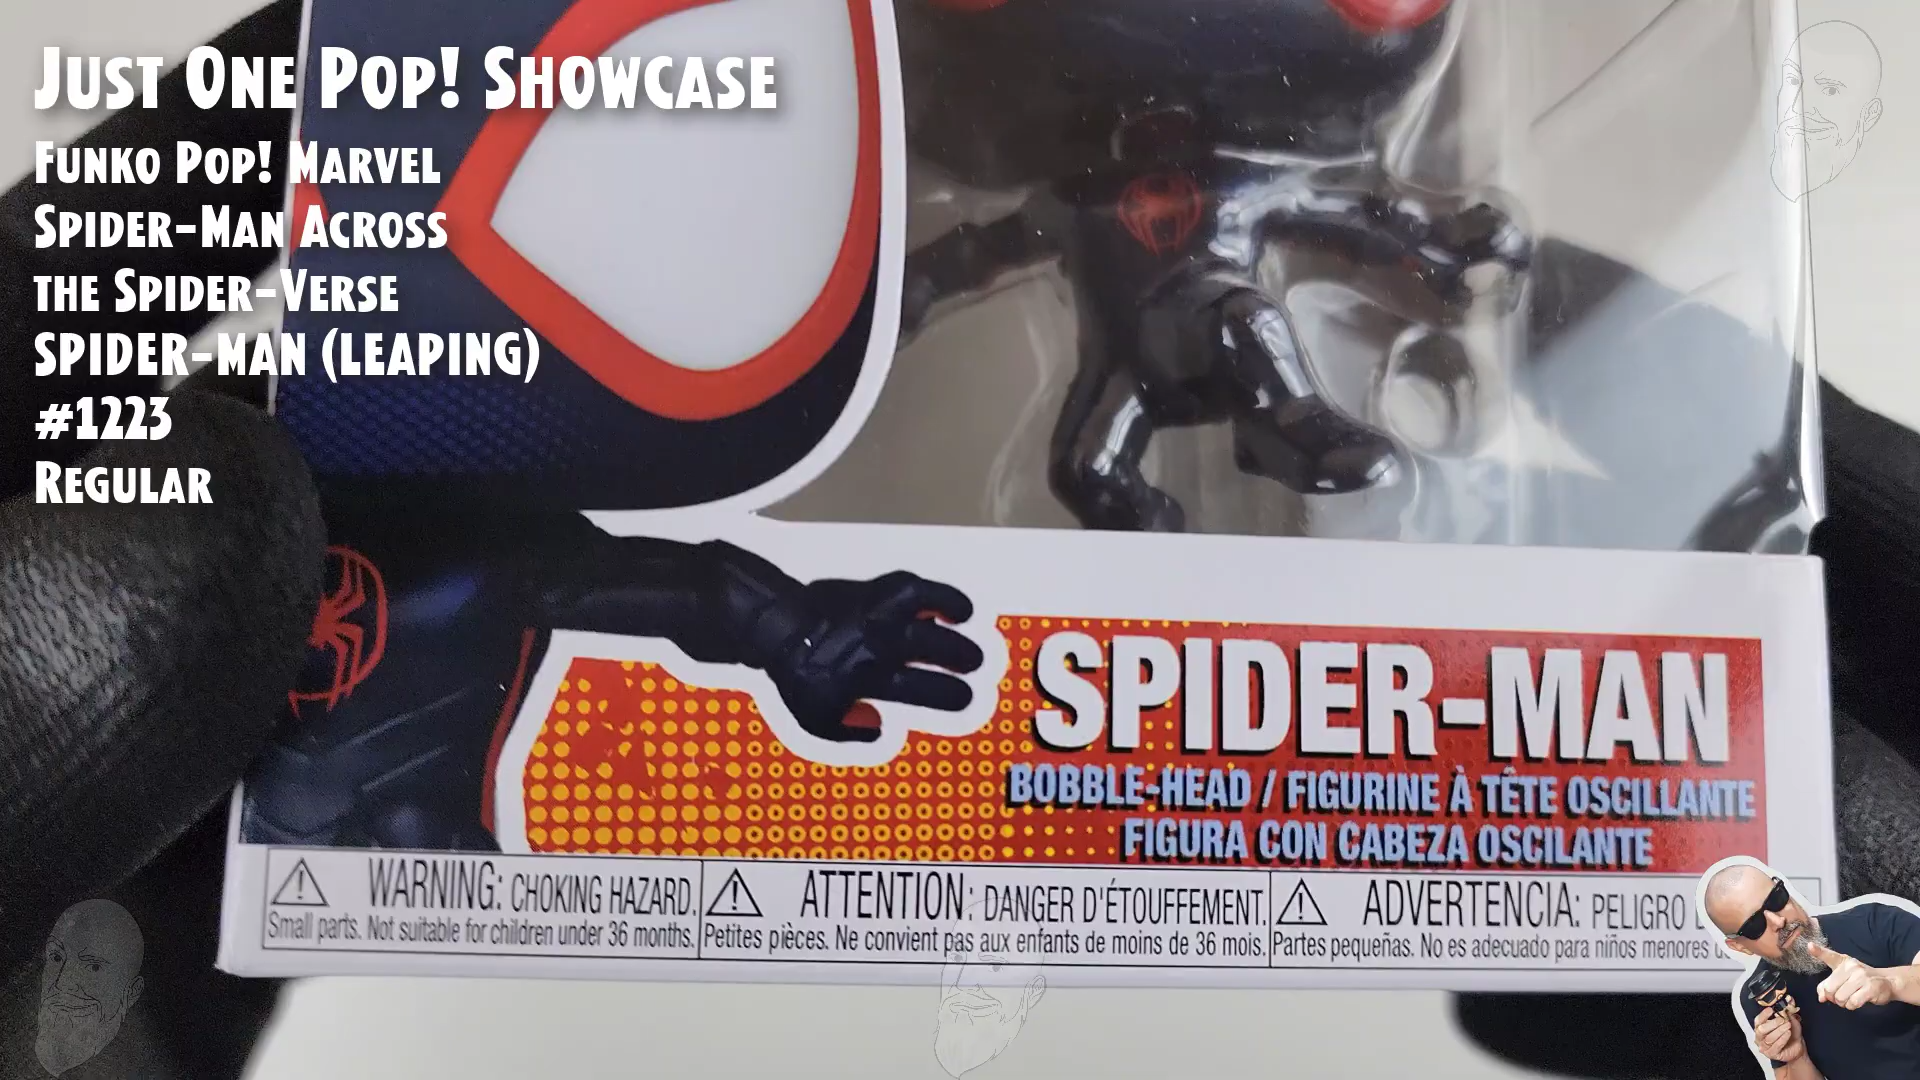 Just One Pop! Showcase
Funko Pop! Marvel
Spider-Man Across
the Spider-Verse
SPIDER-MAN (LEAPING)
#1223
Regular
SPIDER-MAN
BOBBLE-HEAD / FIGURINE À TÊTE OSCILLANTE
FIGURA CON CABEZA OSCILANTE
WARNING: CHOKING HAZARD.
Small parts. Not suitable for children under 36 months.
ATTENTION: DANGER D'ÉTOUFFEMENT.
Petites pièces. Ne convient pas aux enfants de moins de 36 mois.
ADVERTENCIA: PELIGRO
Partes pequeñas. No es adecuado para niños menores